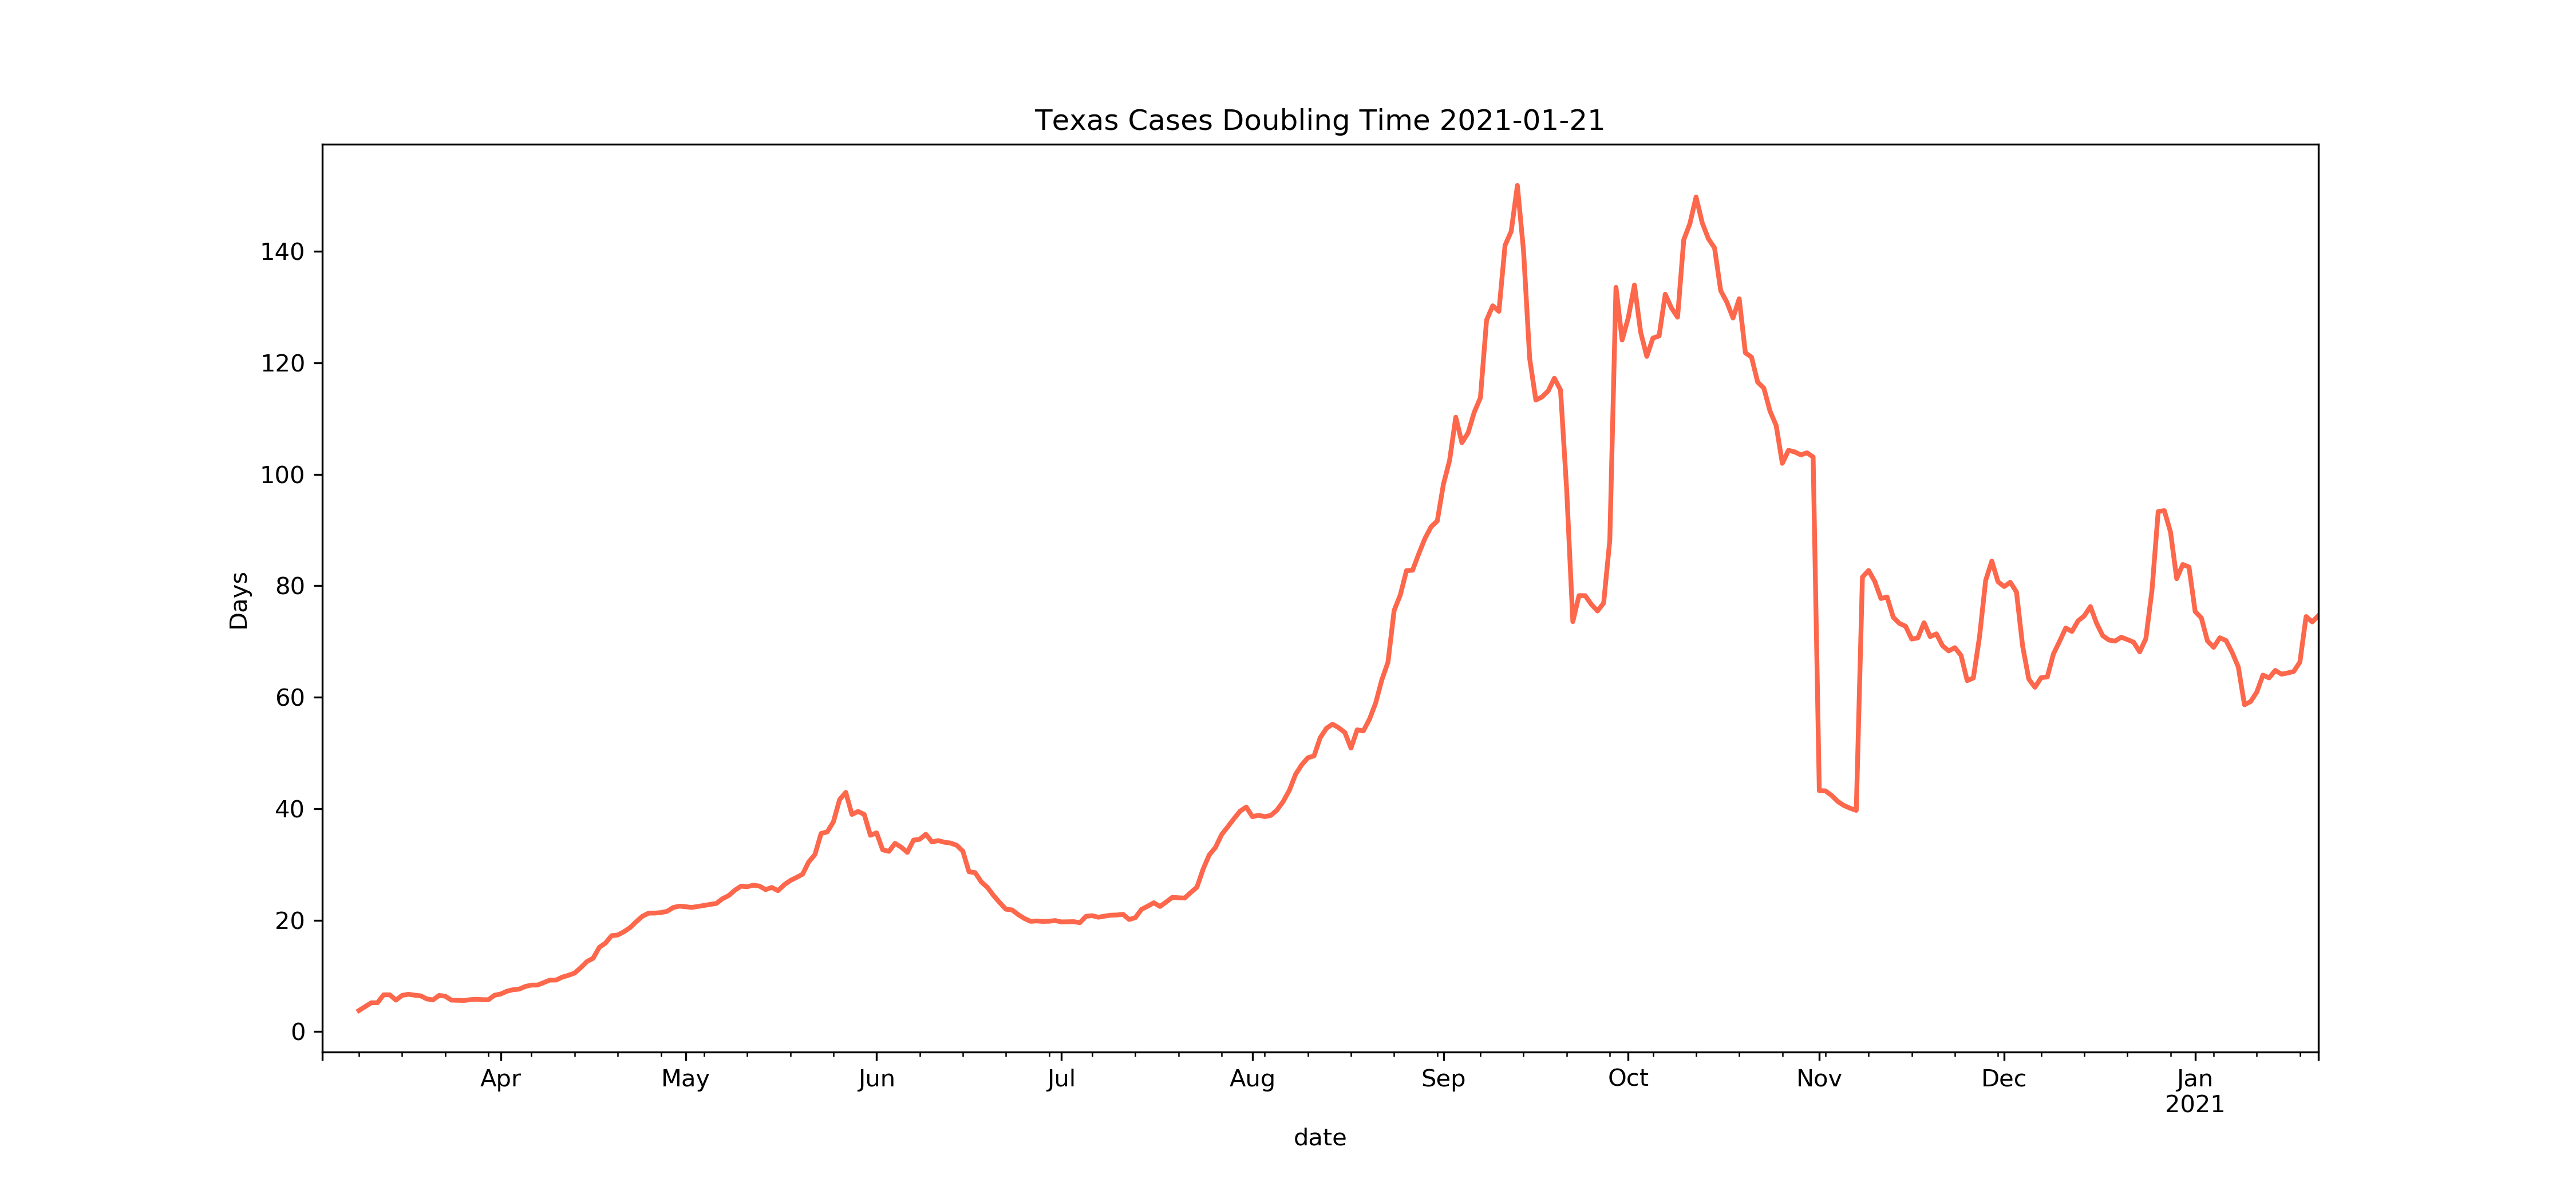 Texas Cases Doubling Time 2021-01-21
140
120
100
80
60
40
20
0
Days
Apr May Jun Jul Aug Sep Oct Nov Dec Jan
2021
date